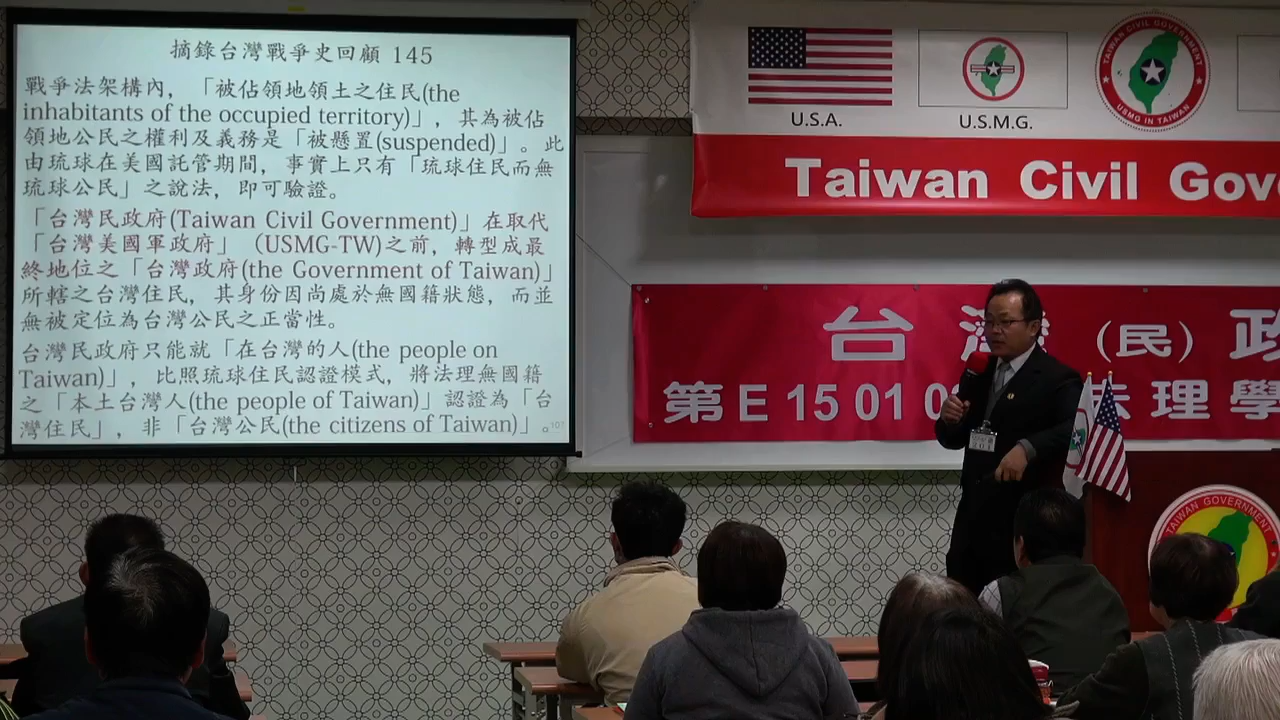 摘錄台灣戰爭史回顧 145
戰爭法架構內，「被佔領地領土之住民(the
inhabitants of the occupied territory)」，其為被佔
領地公民之權利及義務是「被懸置(suspended)」。此
由琉球在美國託管期間，事實上只有「琉球住民而無
琉球公民」之說法，即可驗證。
「台灣民政府(Taiwan Civil Government)」在取代
「台灣美國軍政府」（USMG-TW)之前，轉型成最
終地位之「台灣政府(the Government of Taiwan)」
所轄之台灣住民，其身份因尚處於無國籍狀態，而並
無被定位為台灣公民之正當性。
台灣民政府只能就「在台灣的人(the people on
Taiwan)」，比照琉球住民認證模式，將法理無國籍
之「本土台灣人(the people of Taiwan)」認證為「台
灣住民」，非「台灣公民(the citizens of Taiwan)」。
107
U.S.A.
U.S.M.G.
TAIWAN CIVIL GOVERNMENT
USMG IN TAIWAN
Taiwan Civil Gov
台 灣 (民) 政
第 E 15 01 0
理 學
TAIWAN GOVERNMENT